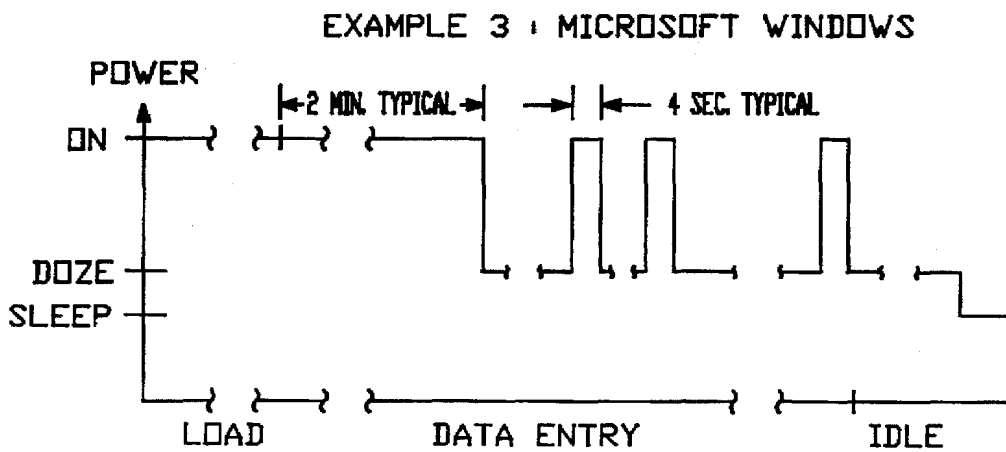 EXAMPLE 3 : MICROSOFT WINDOWS
POWER
2 MIN. TYPICAL
4 SEC. TYPICAL
ON
DOZE
SLEEP
LOAD
DATA ENTRY
IDLE